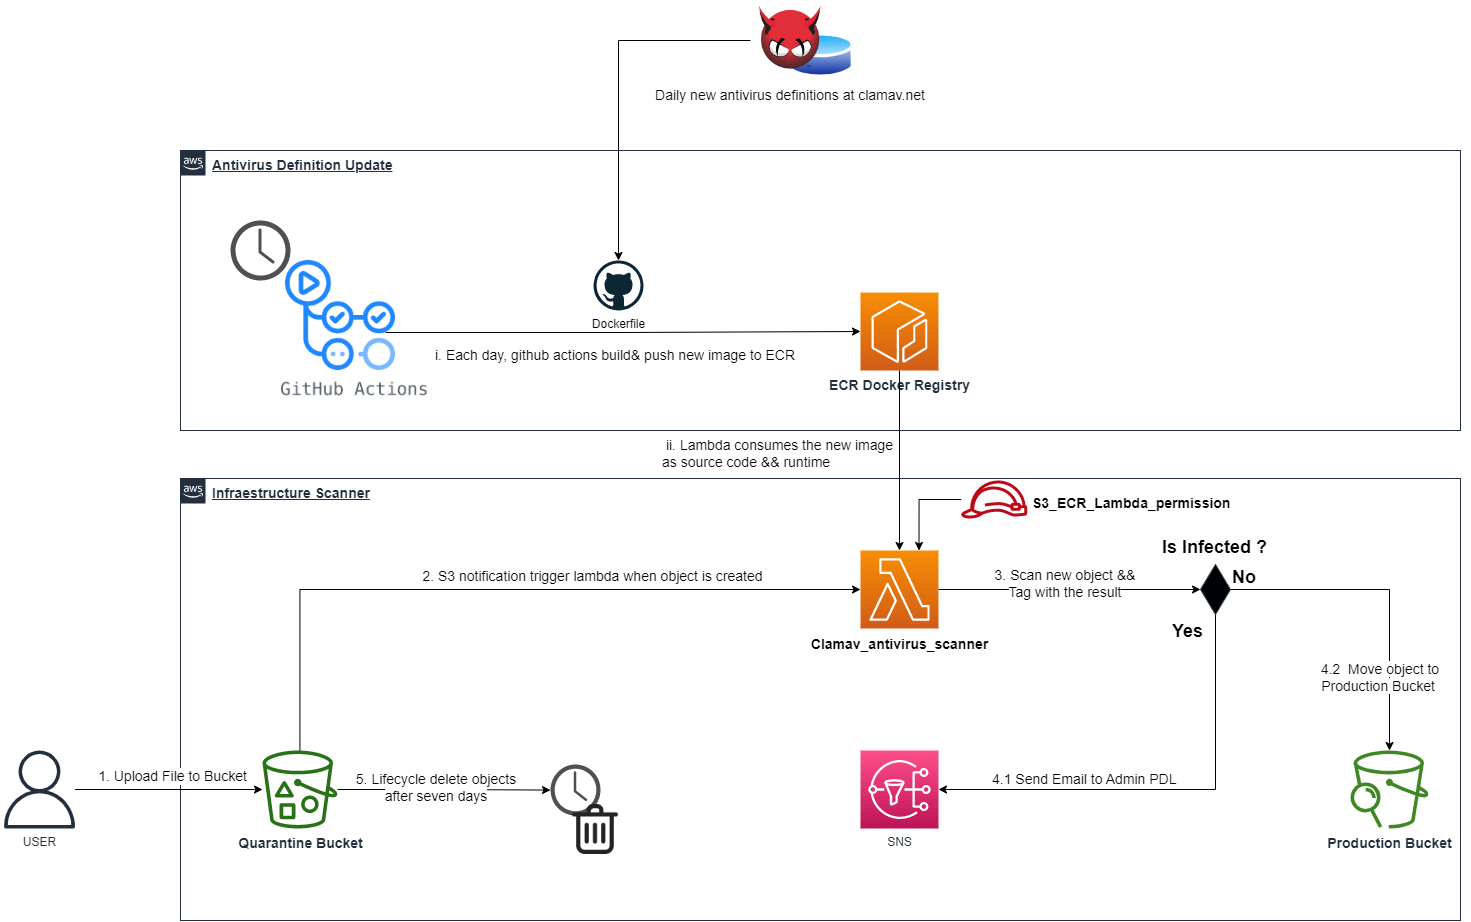 Daily new antivirus definitions at clamav.net
aws
Antivirus Definition Update
Dockerfile
i. Each day, github actions build& push new image to ECR
GitHub Actions
ECR Docker Registry
ii. Lambda consumes the new image
as source code && runtime
aws
Infraestructure Scanner
S3_ECR_Lambda_permission
Is Infected ?
2. S3 notification trigger lambda when object is created
3. Scan new object &&
Tag with the result
No
Clamav_antivirus_scanner
Yes
4.2 Move object to
Production Bucket
1. Upload File to Bucket
5. Lifecycle delete objects
after seven days
4.1 Send Email to Admin PDL
USER
Quarantine Bucket
SNS
Production Bucket